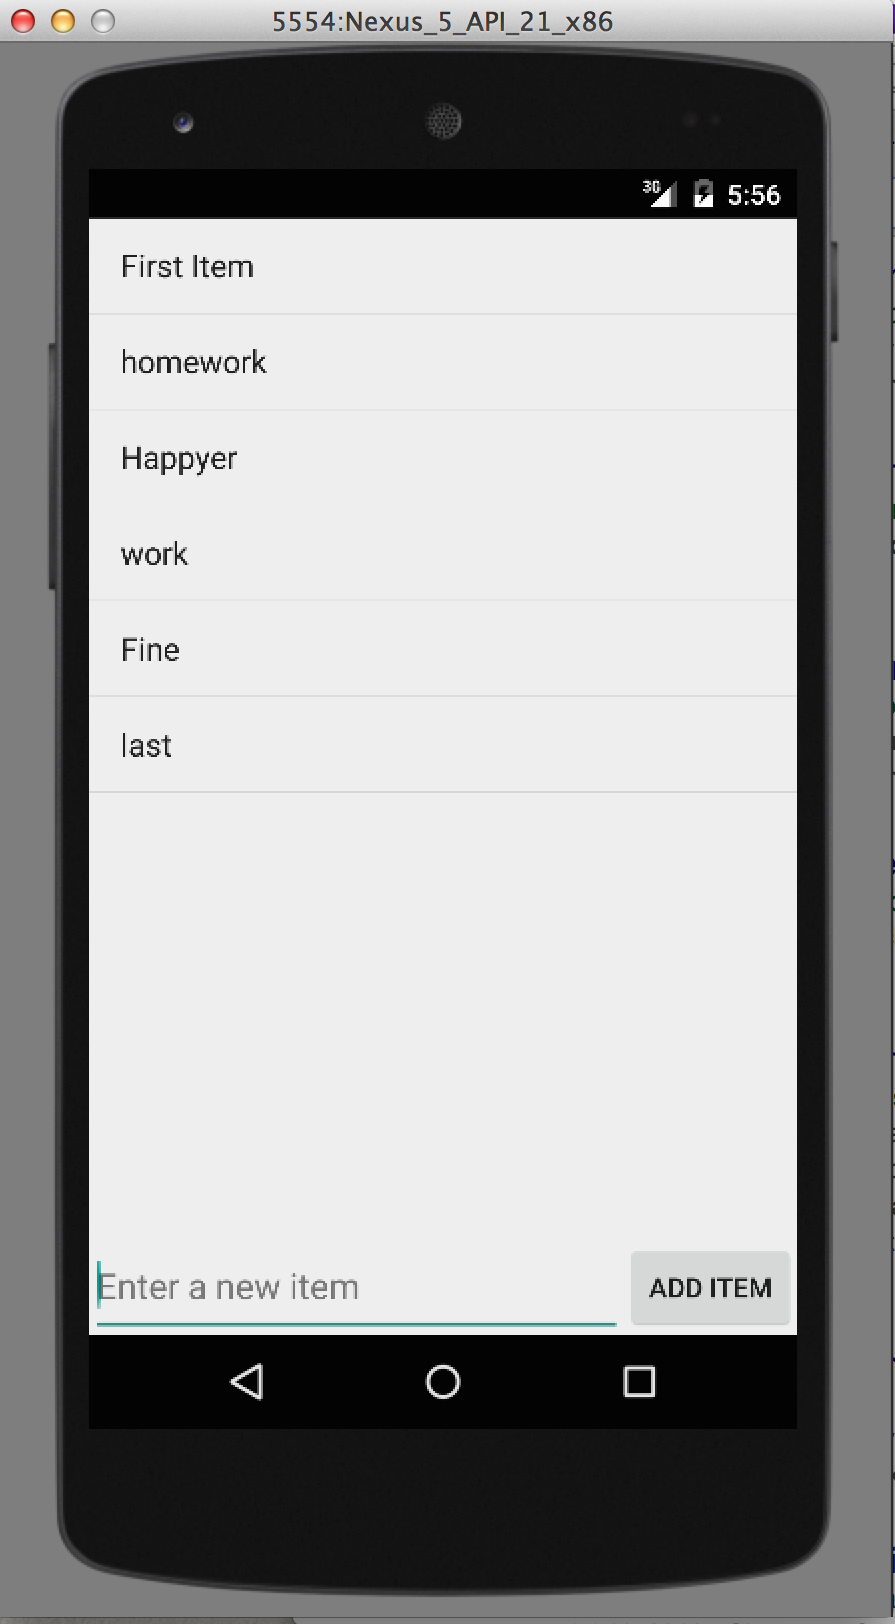 5554:Nexus_5_API_21_x86
3G 5:56
First Item
homework
Happyer
work
Fine
last
Enter a new item ADD ITEM